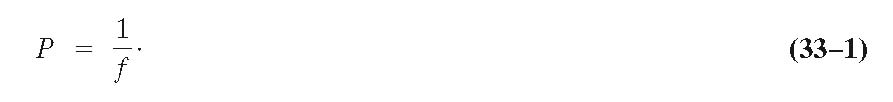 P = 1/f. (33–1)